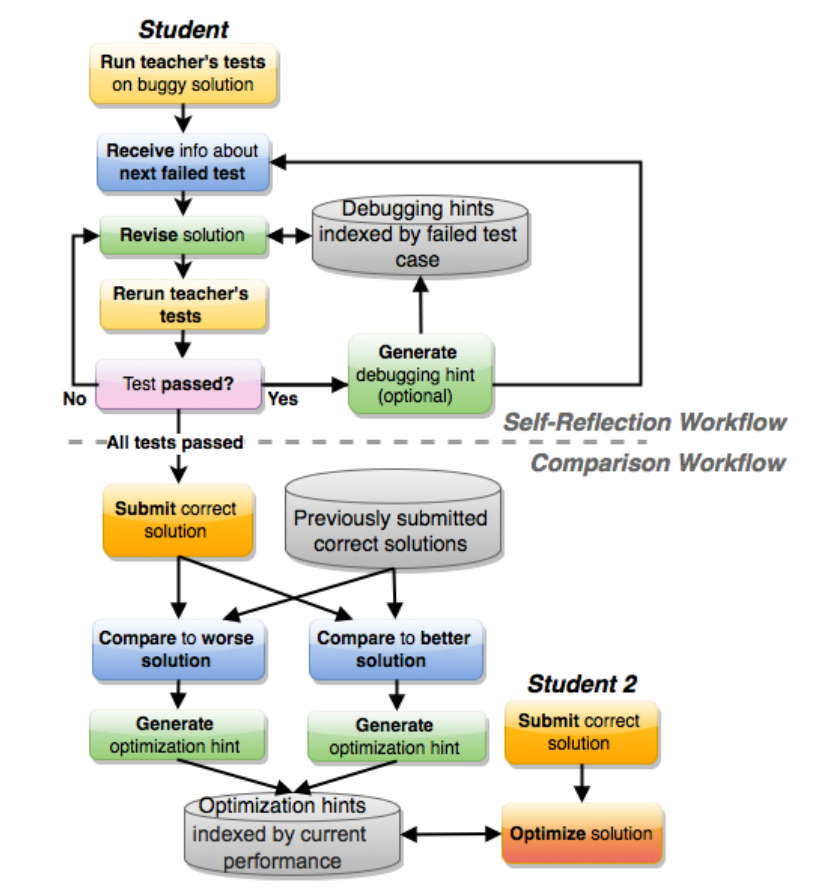 Student
Run teacher's tests
on buggy solution
Receive info about
next failed test
Revise solution
Debugging hints
indexed by failed test
case
Rerun teacher's
tests
Test passed?
No
Yes
Generate
debugging hint
(optional)
Self-Reflection Workflow
All tests passed
Comparison Workflow
Submit correct
solution
Previously submitted
correct solutions
Compare to worse
solution
Compare to better
solution
Generate
optimization hint
Generate
optimization hint
Student 2
Submit correct
solution
Optimization hints
indexed by current
performance
Optimize solution